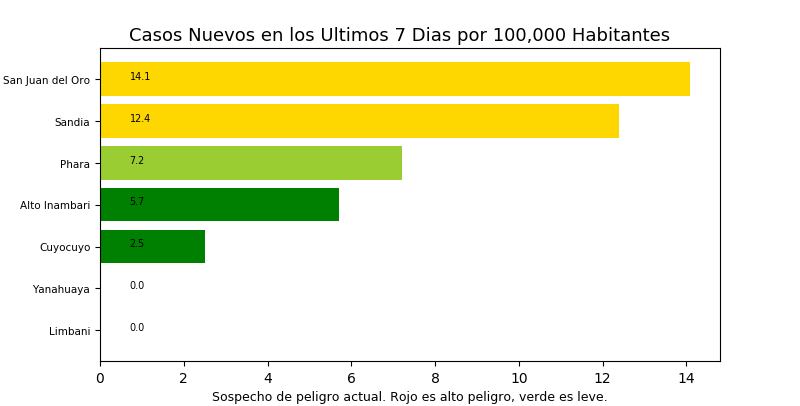 Casos Nuevos en los Ultimos 7 Dias por 100,000 Habitantes
San Juan del Oro 14.1
Sandia 12.4
Phara 7.2
Alto Inambari 5.7
Cuyocuyo 2.5
Yanahuaya 0.0
Limbani 0.0
0 2 4 6 8 10 12 14
Sospecho de peligro actual. Rojo es alto peligro, verde es leve.